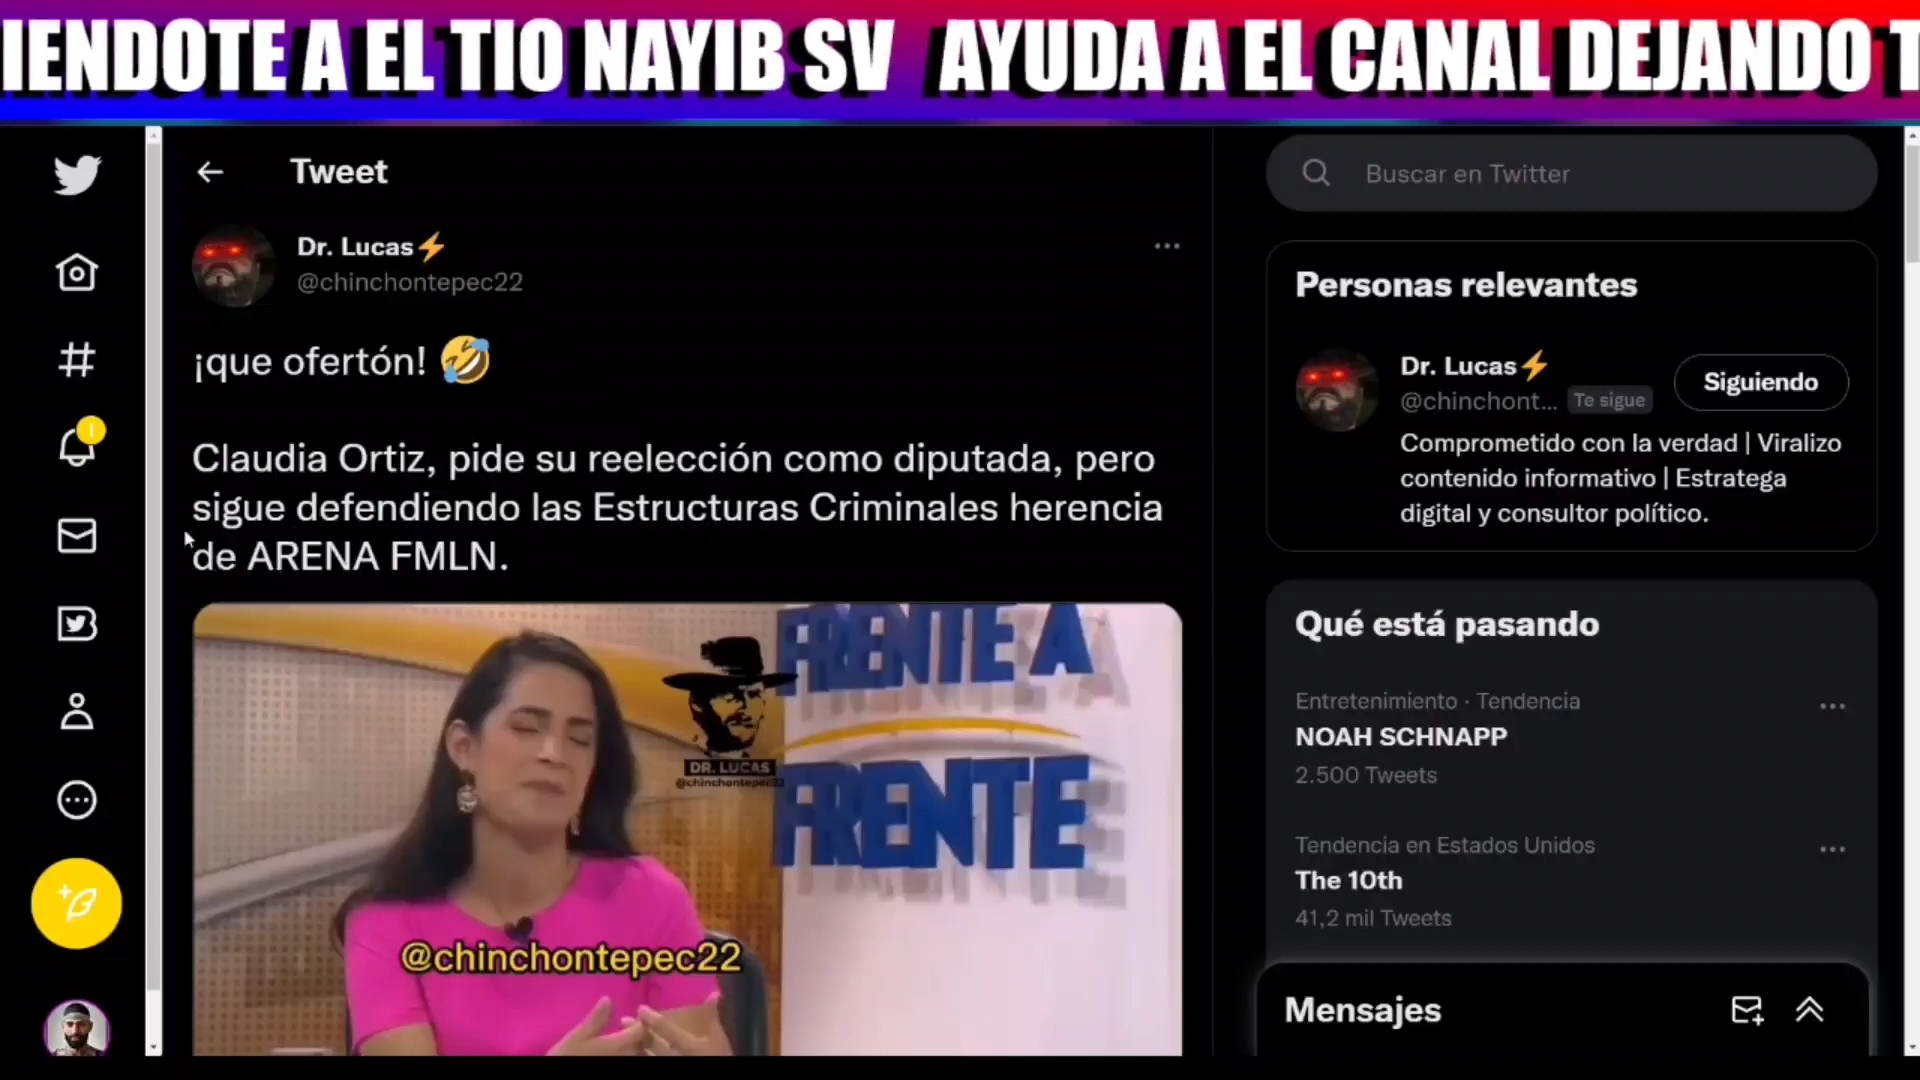 IENDOTE A EL TIO NAYIB SV AYUDA A EL CANAL DEJANDO T
Tweet
Dr. Lucas⚡
@chinchontepec22
¡que ofertón! 🤣
Claudia Ortiz, pide su reelección como diputada, pero
sigue defendiendo las Estructuras Criminales herencia
de ARENA FMLN.
FRENTE A
FRENTE
DR. LUCAS
@chinchontepec22
@chinchontepec22
Buscar en Twitter
Personas relevantes
Dr. Lucas⚡
Siguiendo
@chinchont... Te sigue
Comprometido con la verdad | Viralizo
contenido informativo | Estratega
digital y consultor político.
Qué está pasando
Entretenimiento · Tendencia
NOAH SCHNAPP
2.500 Tweets
Tendencia en Estados Unidos
The 10th
41,2 mil Tweets
Mensajes
1